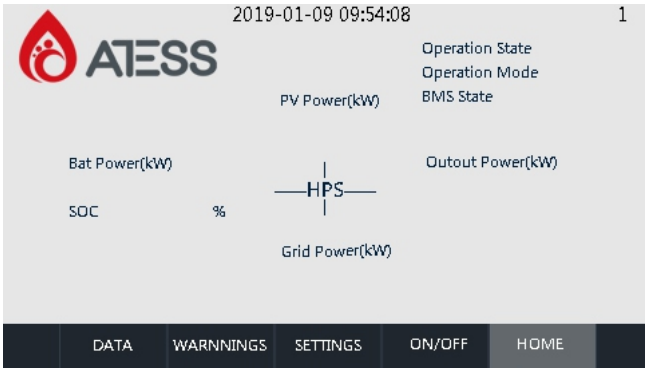 2019-01-09 09:54:08 1
ATESS
Operation State
Operation Mode
BMS State
PV Power(kW)
Bat Power(kW)
Outout Power(kW)
HPS
SOC %
Grid Power(kW)
DATA WARNNINGS SETTINGS ON/OFF HOME